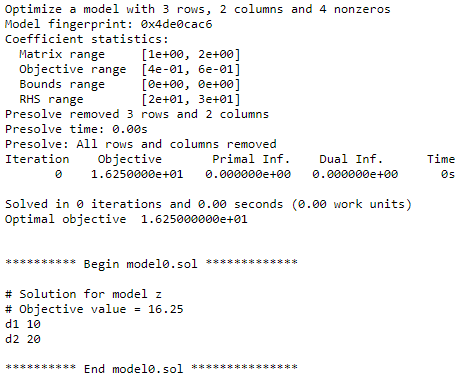 Optimize a model with 3 rows, 2 columns and 4 nonzeros
Model fingerprint: 0x4de0cac6
Coefficient statistics:
  Matrix range     [1e+00, 2e+00]
  Objective range  [4e-01, 6e-01]
  Bounds range     [0e+00, 0e+00]
  RHS range        [2e+01, 3e+01]
Presolve removed 3 rows and 2 columns
Presolve time: 0.00s
Presolve: All rows and columns removed
Iteration    Objective       Primal Inf.    Dual Inf.      Time
       0    1.6250000e+01   0.000000e+00   0.000000e+00      0s

Solved in 0 iterations and 0.00 seconds (0.00 work units)
Optimal objective  1.625000000e+01

********** Begin model0.sol *************

# Solution for model z
# Objective value = 16.25
d1 10
d2 20

********** End model0.sol ***************